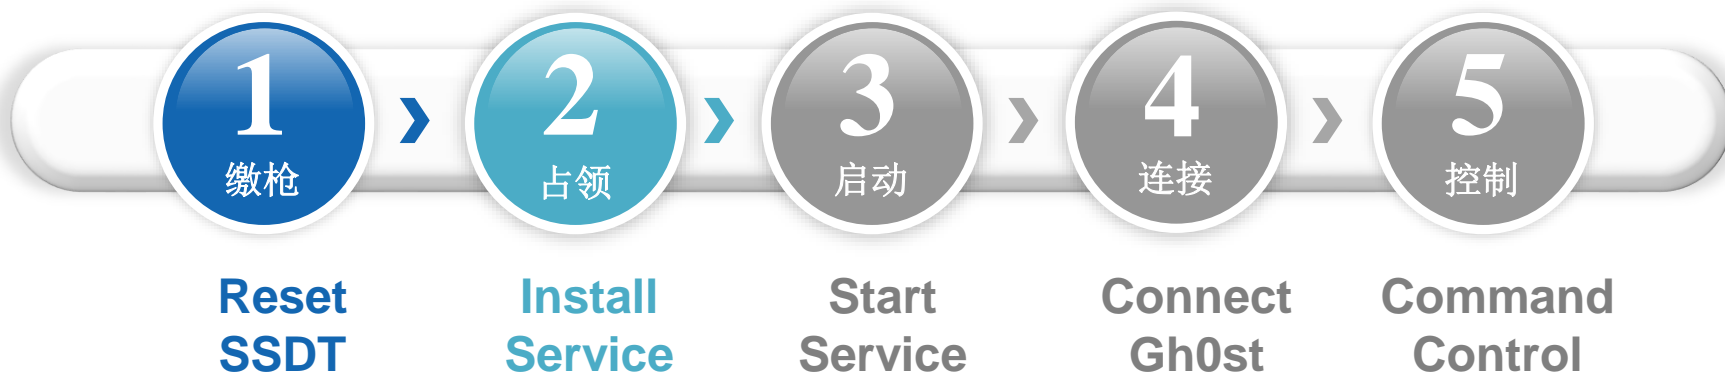 1
缴枪
2
占领
3
启动
4
连接
5
控制
Reset
SSDT
Install
Service
Start
Service
Connect
Gh0st
Command
Control